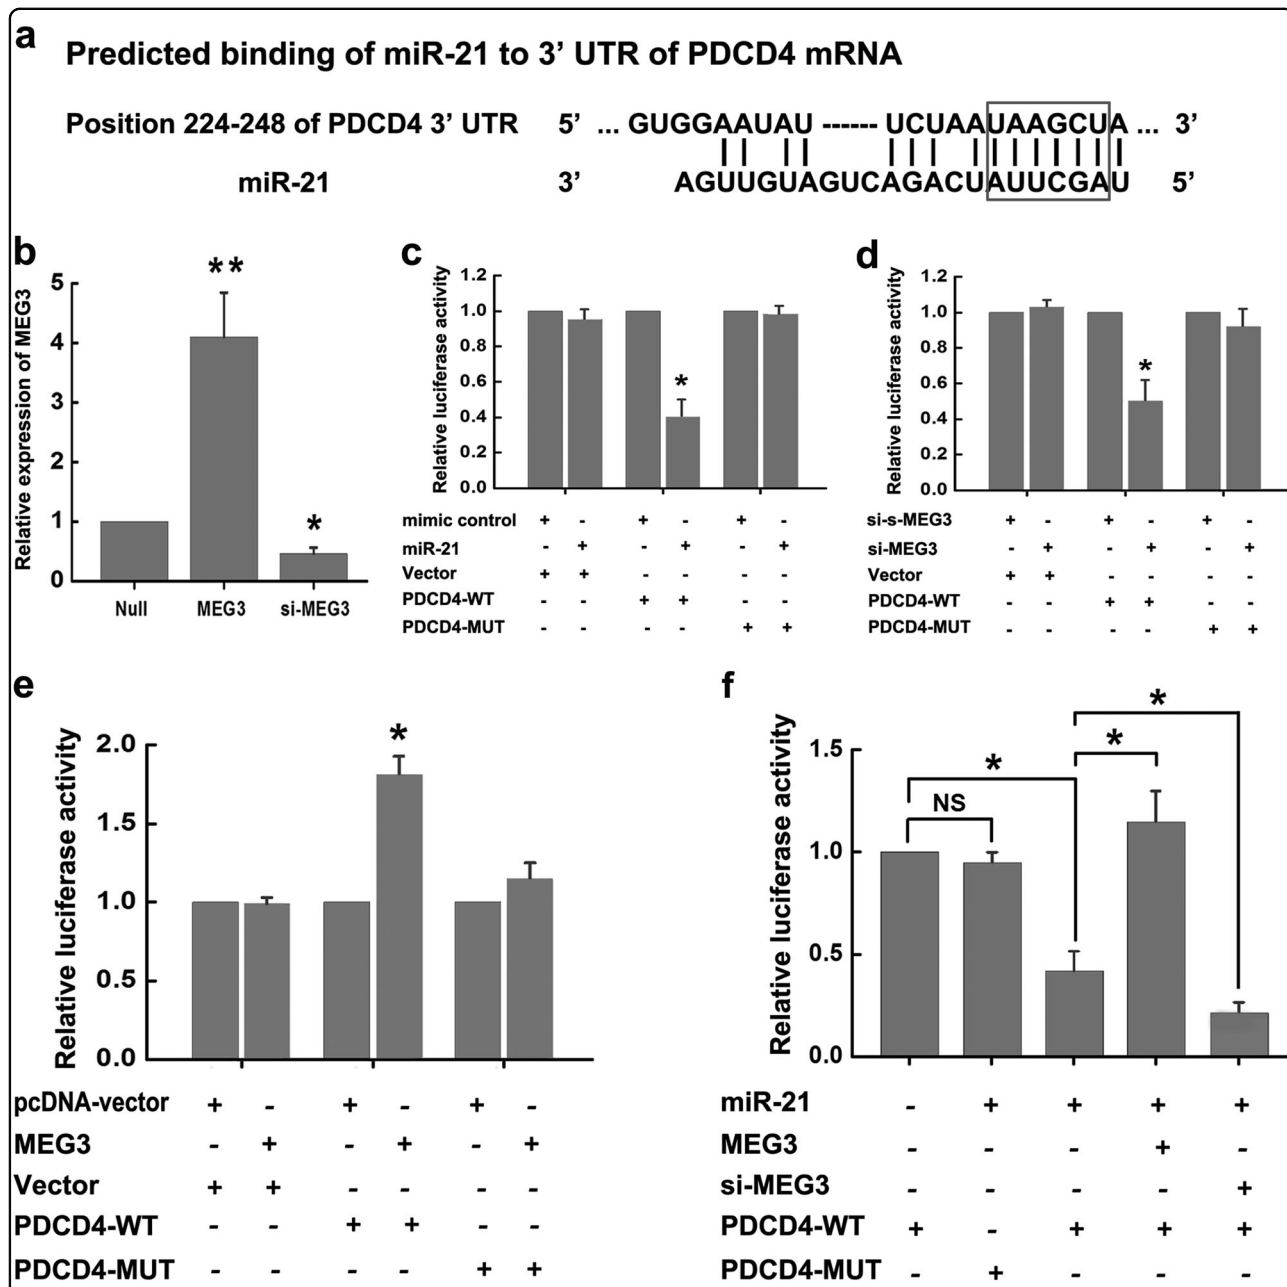 a
Predicted binding of miR-21 to 3’ UTR of PDCD4 mRNA
Position 224-248 of PDCD4 3’ UTR 5’ ... GUGGAAUAU ------ UCUAAUAAGCUA ... 3’
miR-21 3’ AGUUGUAGUCAGACUAUUCGAU 5’
b
Relative expression of MEG3
5
4
3
2
1
0
**
*
Null MEG3 si-MEG3
c
Relative luciferase activity
1.2
1.0
0.8
0.6
0.4
0.2
0.0
*
mimic control + - + - + -
miR-21 - + - + - +
Vector + + - - - -
PDCD4-WT - - + + - -
PDCD4-MUT - - - - + +
d
Relative luciferase activity
1.2
1.0
0.8
0.6
0.4
0.2
0.0
*
si-s-MEG3 + - + - + -
si-MEG3 - + - + - +
Vector + + - - - -
PDCD4-WT - - + + - -
PDCD4-MUT - - - - + +
e
Relative luciferase activity
2.0
1.5
1.0
0.5
0.0
*
pcDNA-vector + - + - + -
MEG3 - + - + - +
Vector + + - - - -
PDCD4-WT - - + + - -
PDCD4-MUT - - - - + +
f
Relative luciferase activity
1.5
1.0
0.5
0.0
*
*
*
NS
miR-21 - + + + +
MEG3 - - - + -
si-MEG3 - - - - +
PDCD4-WT + - + + +
PDCD4-MUT - + - - -